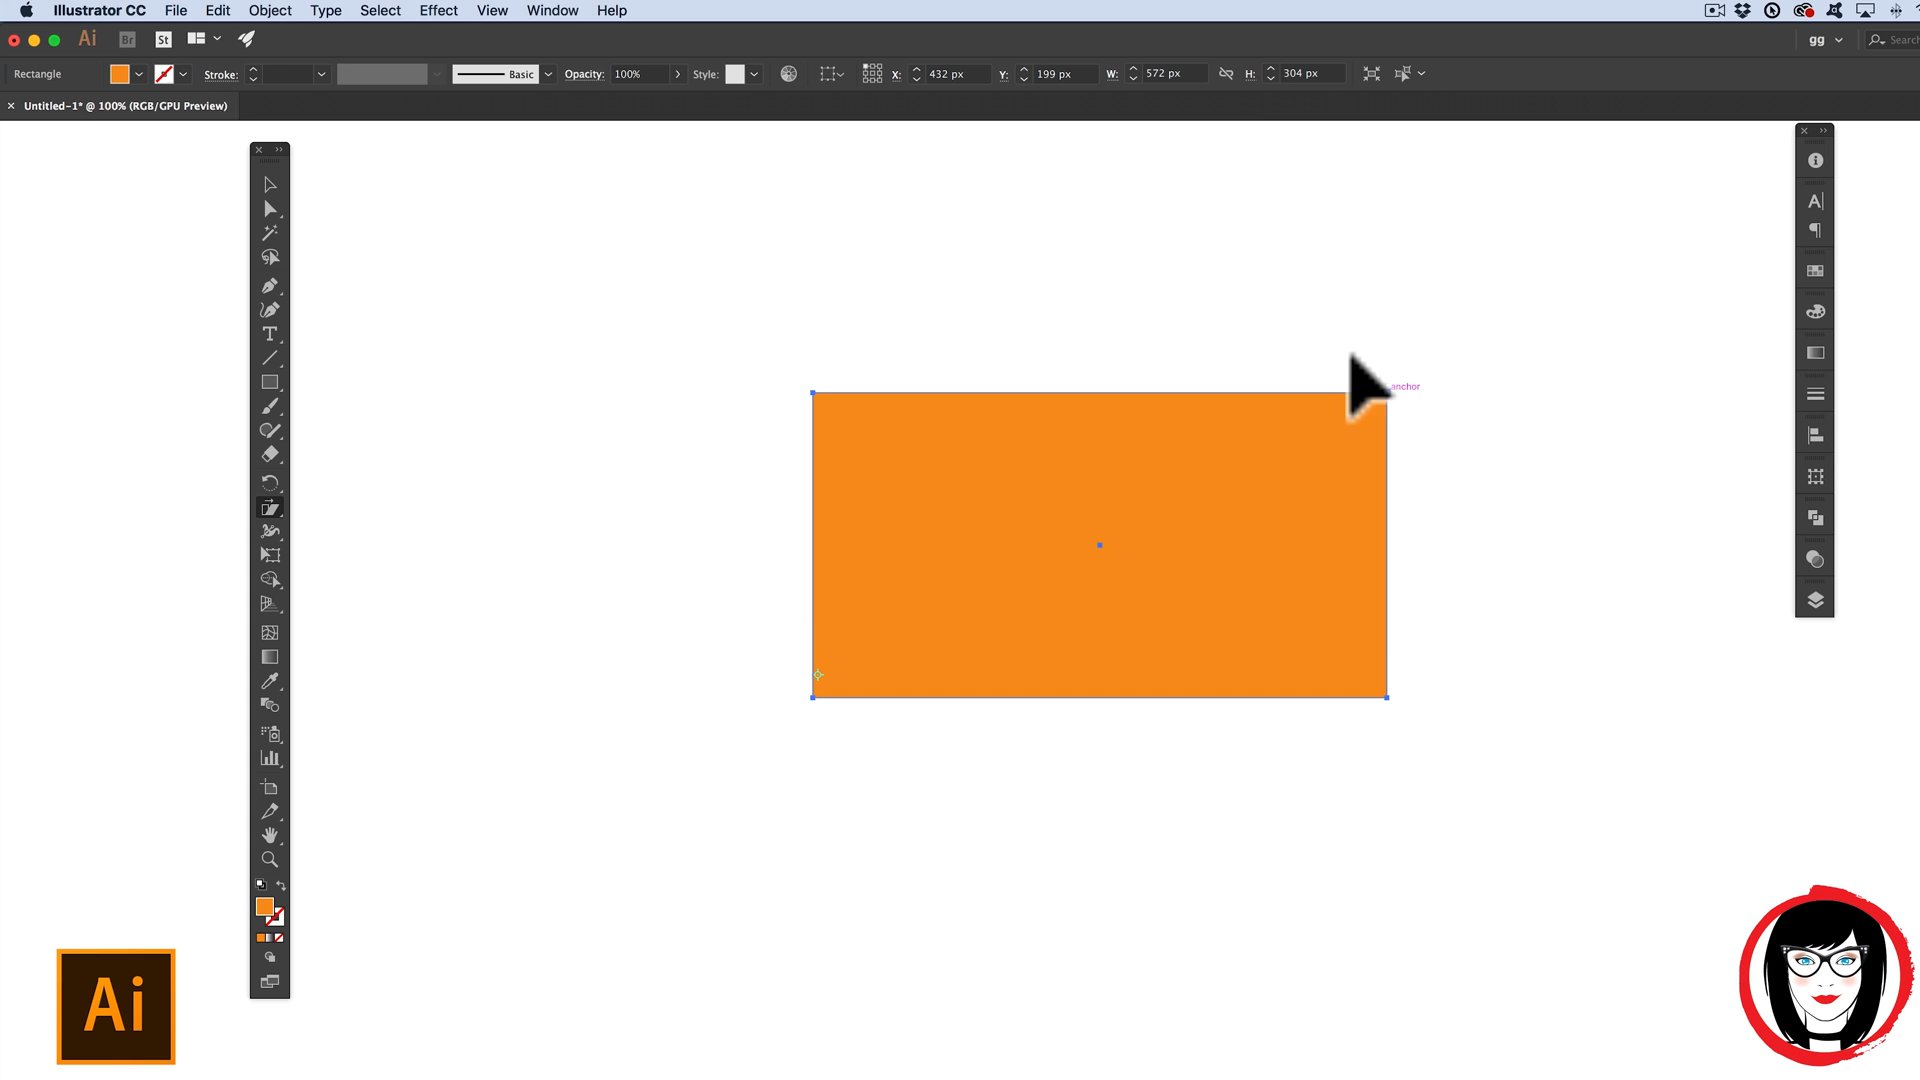 Illustrator CC File Edit Object Type Select Effect View Window Help
Ai Br St gg Search
Rectangle Stroke: Basic Opacity: 100% Style: X: 432 px Y: 199 px W: 572 px H: 304 px
Untitled-1* @ 100% (RGB/GPU Preview)
anchor
Ai